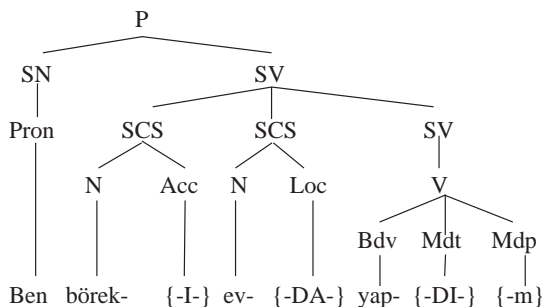 P
SN SV
Pron SCS SCS SV
N Acc N Loc V
Bdv Mdt Mdp
Ben börek- {-I-} ev- {-DA-} yap- {-DI-} {-m}